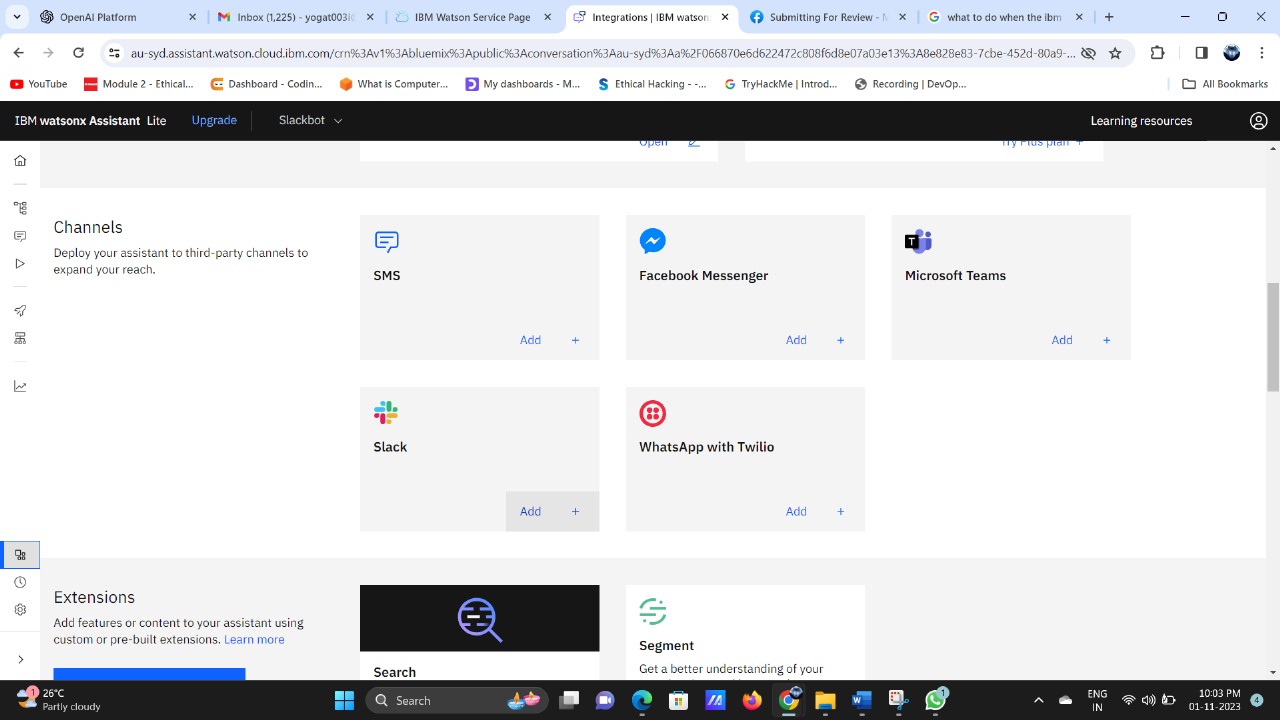 OpenAI Platform
Inbox (1,225) - yogat003i(
IBM Watson Service Page
Integrations | IBM watson:
Submitting For Review - M
what to do when the ibm
au-syd.assistant.watson.cloud.ibm.com/crn%3Av1%3Abluemix%3Apublic%3Aconversation%3Aau-syd%3Aa%2F066870ebd622472c08f6d8e07a03e13%3A8e828e83-7cbe-452d-80a9-...
YouTube
Module 2 - Ethical...
Dashboard - Codin...
What is Computer...
My dashboards - M...
Ethical Hacking - -...
TryHackMe | Introd...
Recording | DevOp...
All Bookmarks
IBM watsonx Assistant Lite
Upgrade
Slackbot
Learning resources
Open
Try Plus plan +
Channels
Deploy your assistant to third-party channels to
expand your reach.
SMS
Add +
Facebook Messenger
Add +
Microsoft Teams
Add +
Slack
Add +
WhatsApp with Twilio
Add +
Extensions
Add features or content to your assistant using
custom or pre-built extensions. Learn more
Search
Segment
Get a better understanding of your
1
26°C
Partly cloudy
Search
1
ENG
IN
10:03 PM
01-11-2023
4